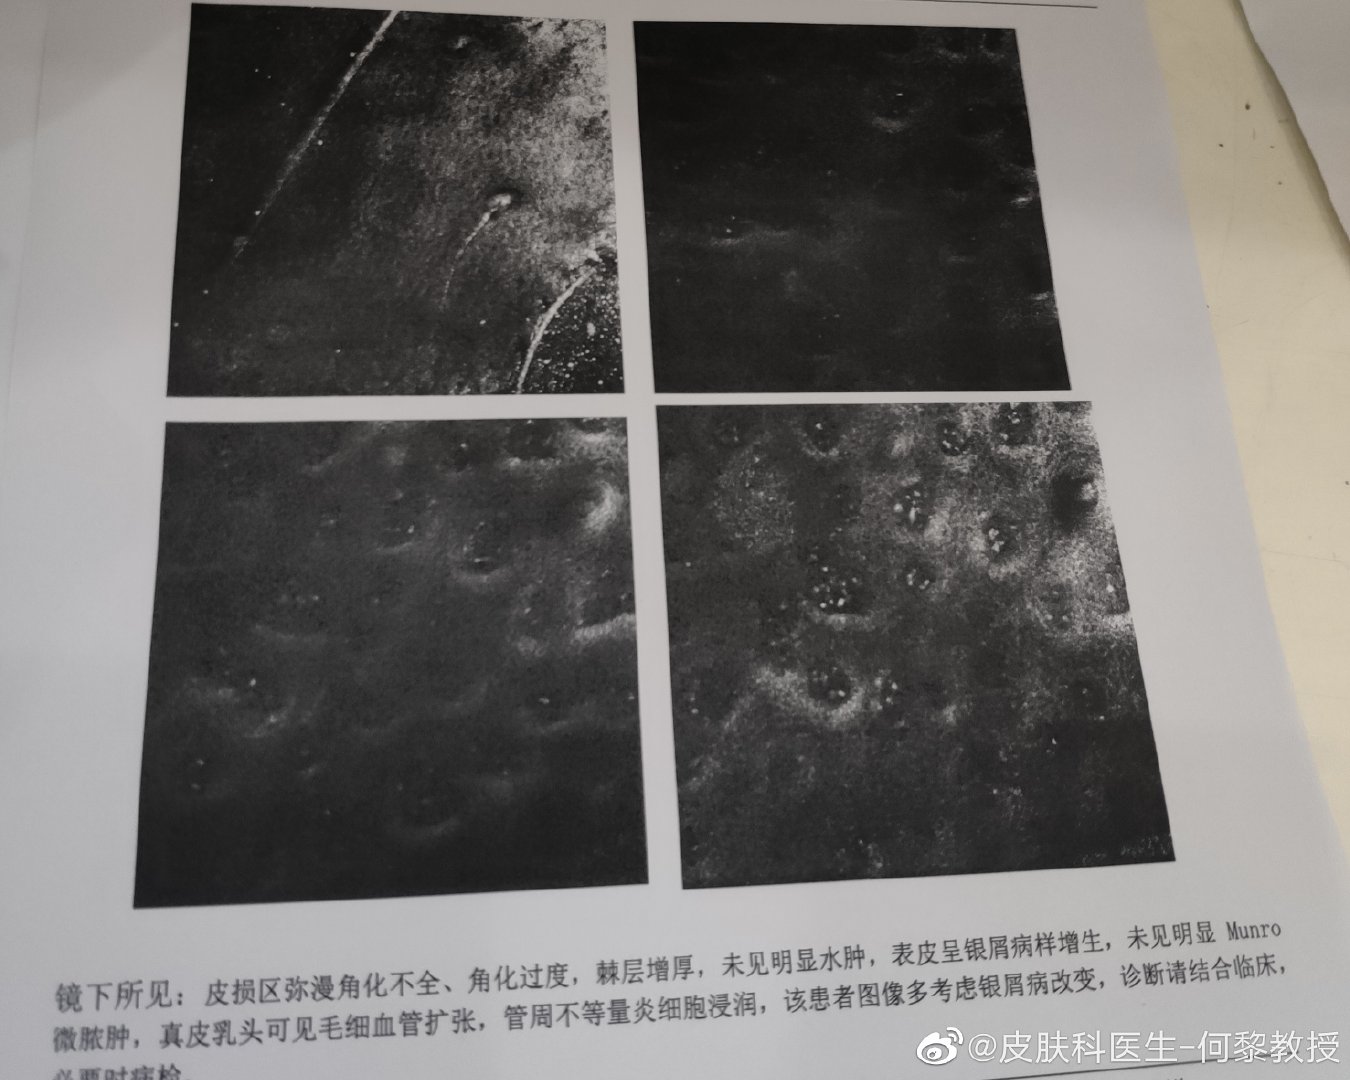 镜下所见：皮损区弥漫角化不全、角化过度，棘层增厚，未见明显水肿，表皮呈银屑病样增生，未见明显 Munro
微脓肿，真皮乳头可见毛细血管扩张，管周不等量炎细胞浸润，该患者图像多考虑银屑病改变，诊断请结合临床，
必要时病检。
@皮肤科医生-何黎教授